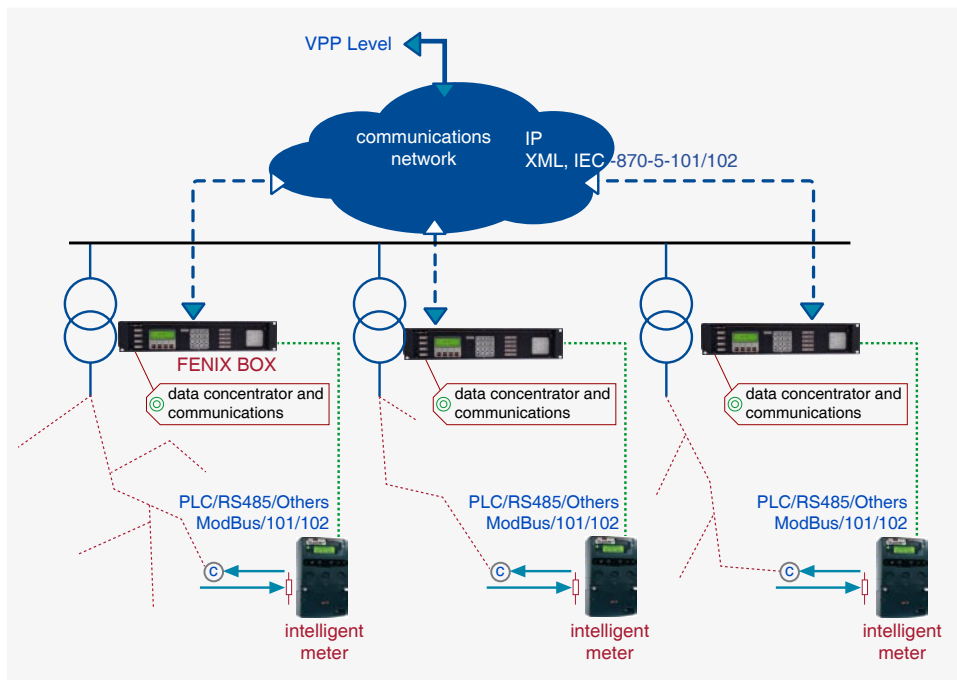 VPP Level
communications
network
IP
XML, IEC -870-5-101/102
FENIX BOX
data concentrator and
communications
data concentrator and
communications
data concentrator and
communications
PLC/RS485/Others
ModBus/101/102
PLC/RS485/Others
ModBus/101/102
PLC/RS485/Others
ModBus/101/102
C
C
C
intelligent
meter
intelligent
meter
intelligent
meter